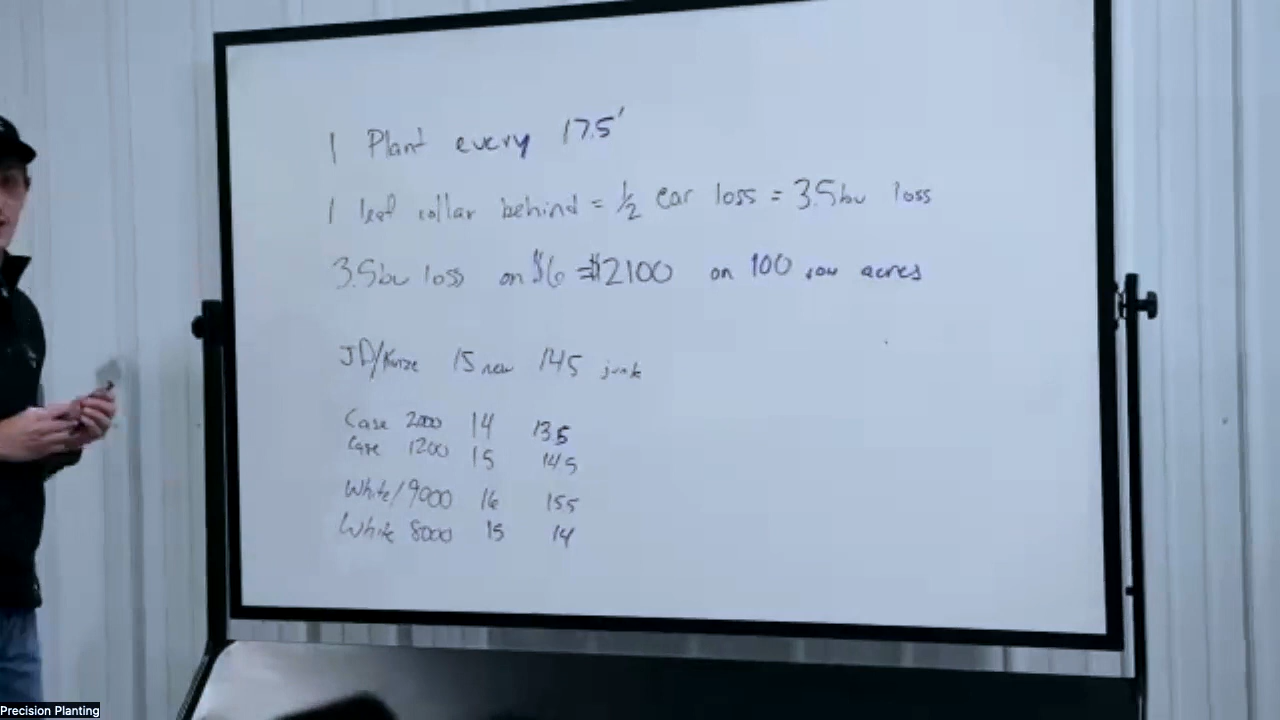 1 Plant every 17.5'
1 leaf collar behind = 1/2 ear loss = 3.5bu loss
3.5bu loss on $6 = $2100 on 100 row acres
JD/Kinze 15 new 14.5 junk
Case 2000 14 13.5
Case 1200 15 14.5
White/9000 16 15.5
White 8000 15 14
Precision Planting